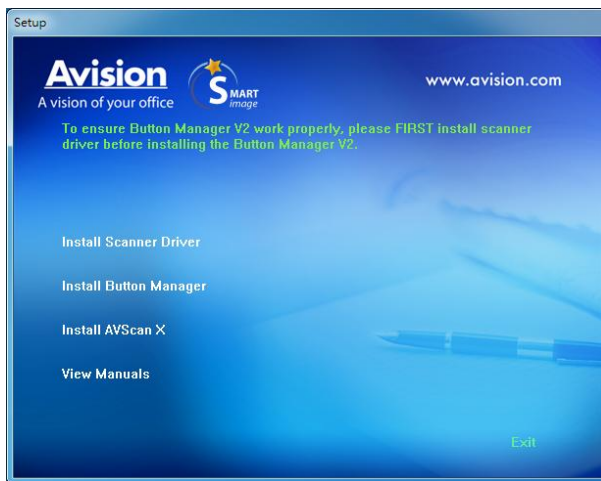 Setup
Avision
A vision of your office
SMART
image
www.avision.com
To ensure Button Manager V2 work properly, please FIRST install scanner
driver before installing the Button Manager V2.
Install Scanner Driver
Install Button Manager
Install AVScan X
View Manuals
Exit